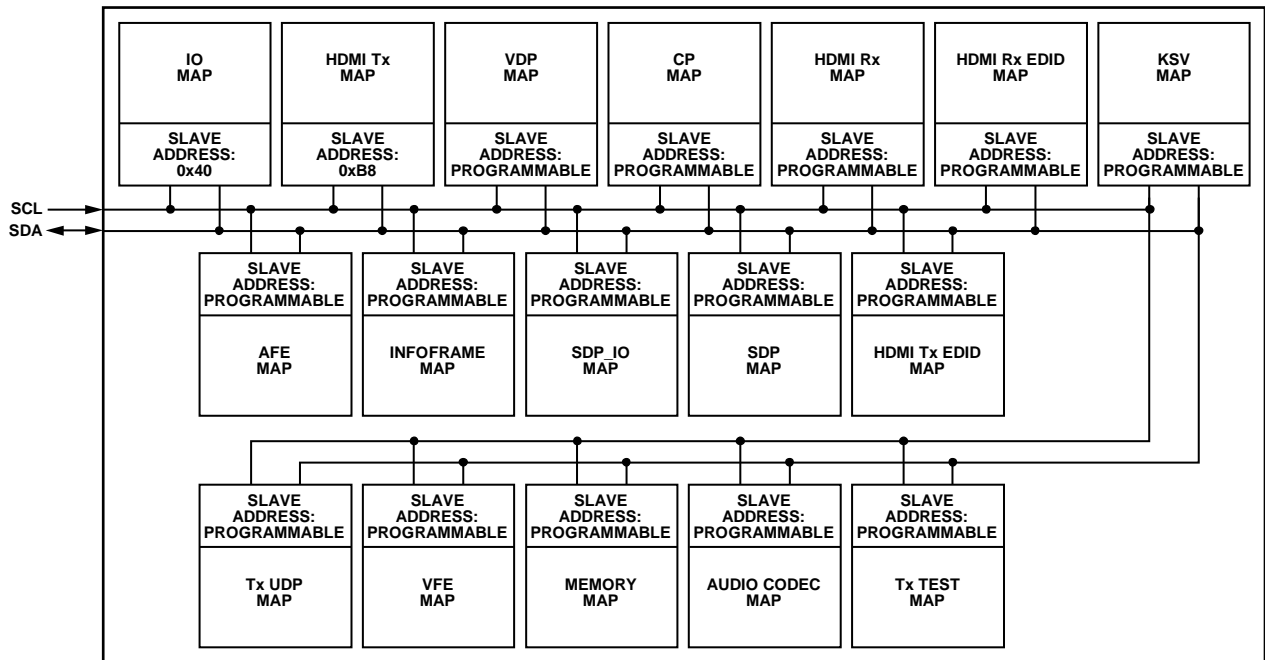 IO
MAP
HDMI Tx
MAP
VDP
MAP
CP
MAP
HDMI Rx
MAP
HDMI Rx EDID
MAP
KSV
MAP
SLAVE
ADDRESS:
0x40
SLAVE
ADDRESS:
0xB8
SLAVE
ADDRESS:
PROGRAMMABLE
SLAVE
ADDRESS:
PROGRAMMABLE
SLAVE
ADDRESS:
PROGRAMMABLE
SLAVE
ADDRESS:
PROGRAMMABLE
SLAVE
ADDRESS:
PROGRAMMABLE
SCL
SDA
SLAVE
ADDRESS:
PROGRAMMABLE
SLAVE
ADDRESS:
PROGRAMMABLE
SLAVE
ADDRESS:
PROGRAMMABLE
SLAVE
ADDRESS:
PROGRAMMABLE
SLAVE
ADDRESS:
PROGRAMMABLE
AFE
MAP
INFOFRAME
MAP
SDP_IO
MAP
SDP
MAP
HDMI Tx EDID
MAP
SLAVE
ADDRESS:
PROGRAMMABLE
SLAVE
ADDRESS:
PROGRAMMABLE
SLAVE
ADDRESS:
PROGRAMMABLE
SLAVE
ADDRESS:
PROGRAMMABLE
SLAVE
ADDRESS:
PROGRAMMABLE
Tx UDP
MAP
VFE
MAP
MEMORY
MAP
AUDIO CODEC
MAP
Tx TEST
MAP